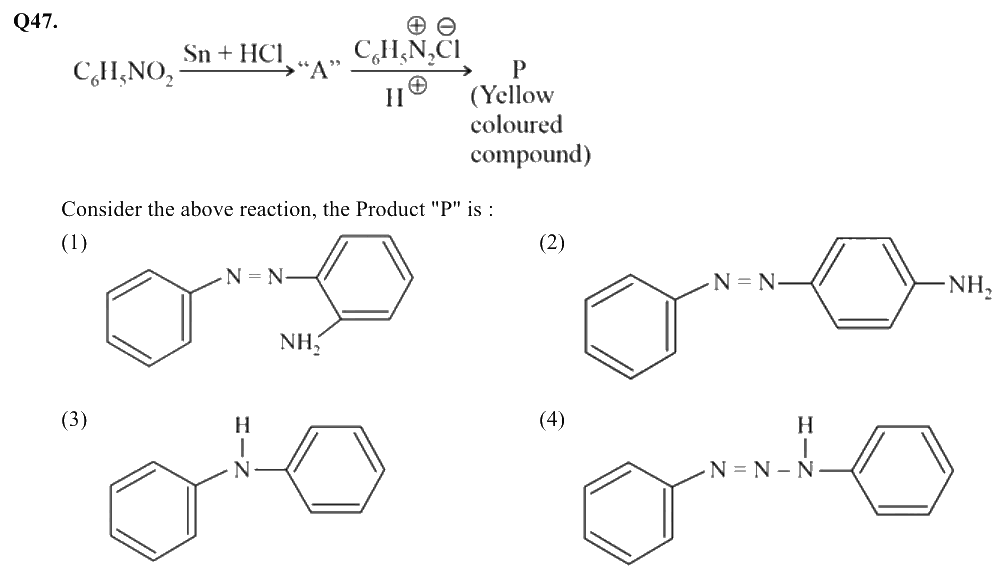 Q47.
C₆H₅NO₂ Sn + HCl “A” C₆H₅N₂Cl ⊕ ⊖ P
H⊕ (Yellow
coloured
compound)
Consider the above reaction, the Product "P" is :
(1) (2)
N = N
NH₂
N = N NH₂
(3) (4)
H
N
H
N = N – N